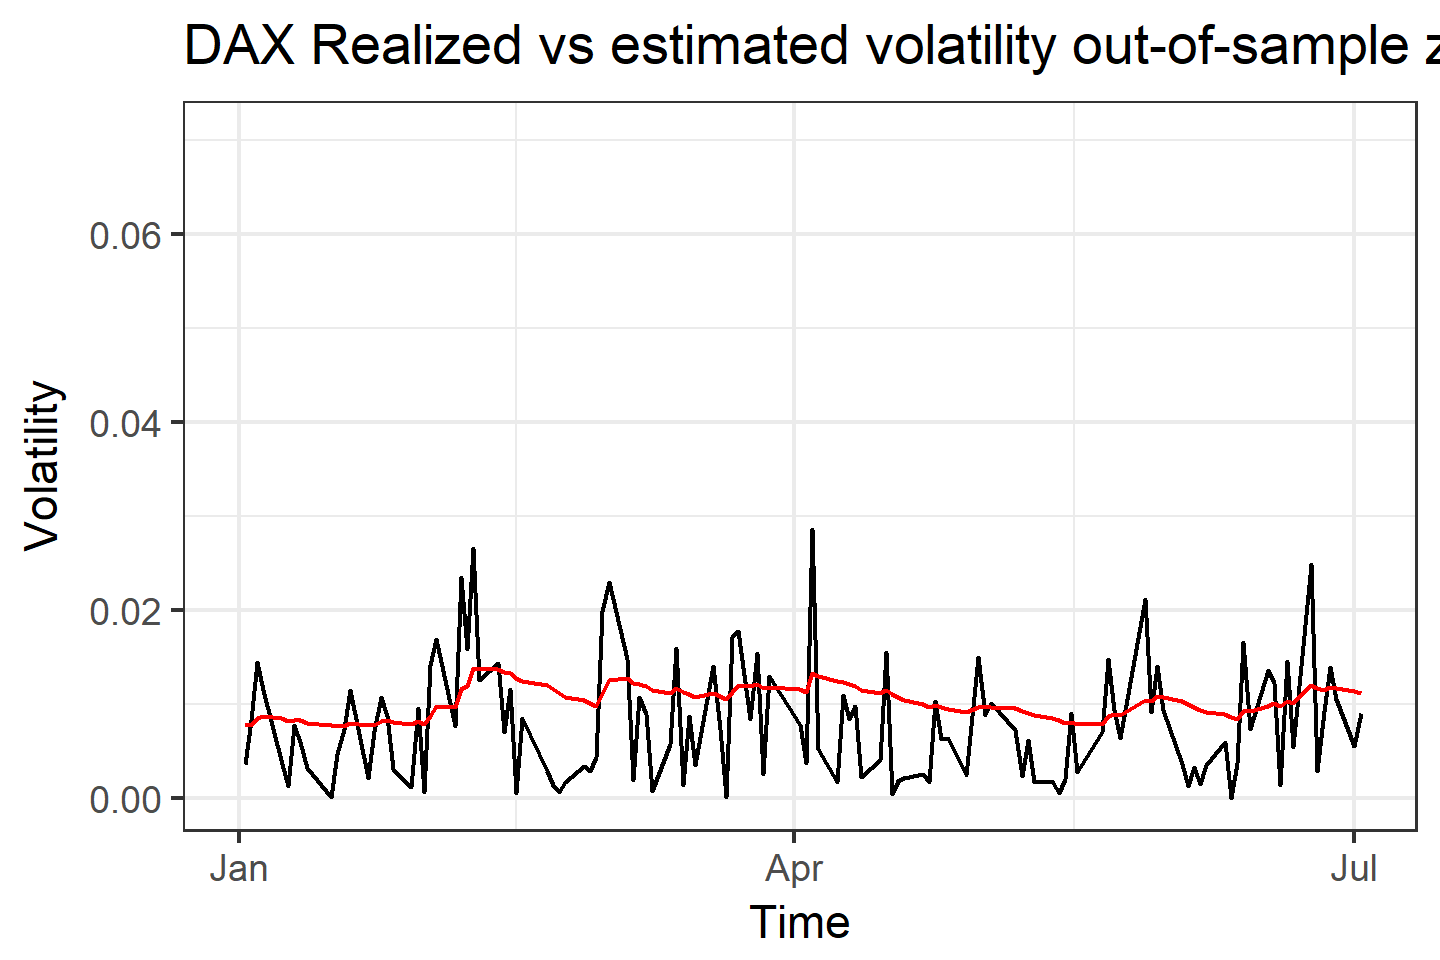 DAX Realized vs estimated volatility out-of-sample z
Volatility
0.06
0.04
0.02
0.00
Jan Apr Jul
Time